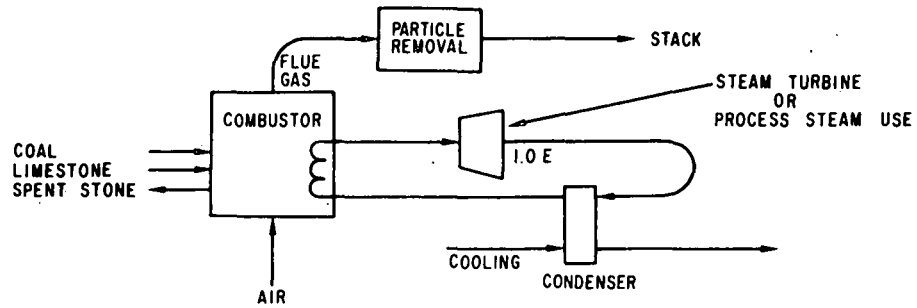 PARTICLE
REMOVAL
STACK
FLUE
GAS
STEAM TURBINE
OR
PROCESS STEAM USE
COMBUSTOR
1.0 E
COAL
LIMESTONE
SPENT STONE
COOLING
CONDENSER
AIR